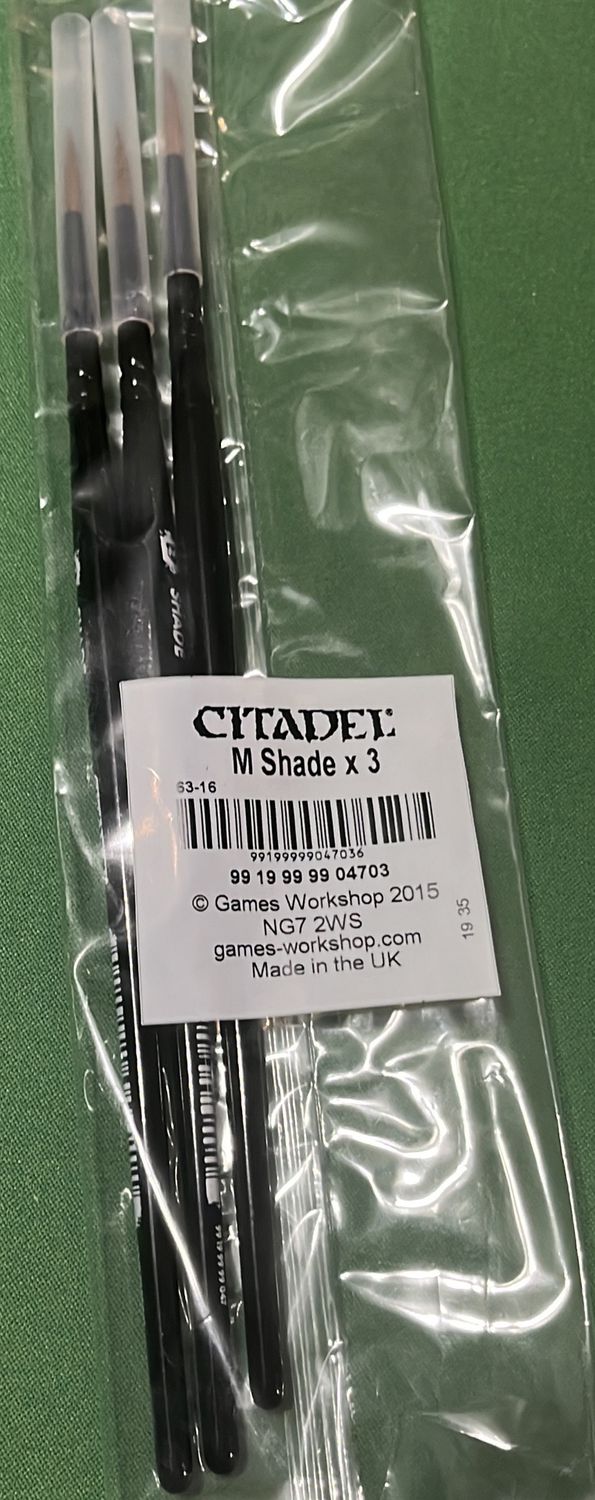 SHADE
CITADEL®
M Shade x 3
63-16
99199999047036
99 19 99 99 04703
© Games Workshop 2015
NG7 2WS
games-workshop.com
Made in the UK
19 35